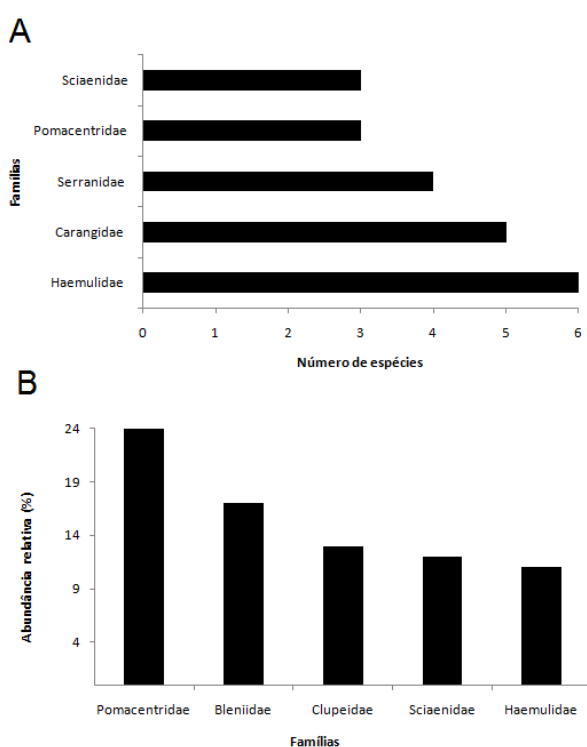 A
Famílias
Sciaenidae
Pomacentridae
Serranidae
Carangidae
Haemulidae
0 1 2 3 4 5 6
Número de espécies
B
Abundância relativa (%)
24
19
14
9
4
Pomacentridae Bleniidae Clupeidae Sciaenidae Haemulidae
Famílias